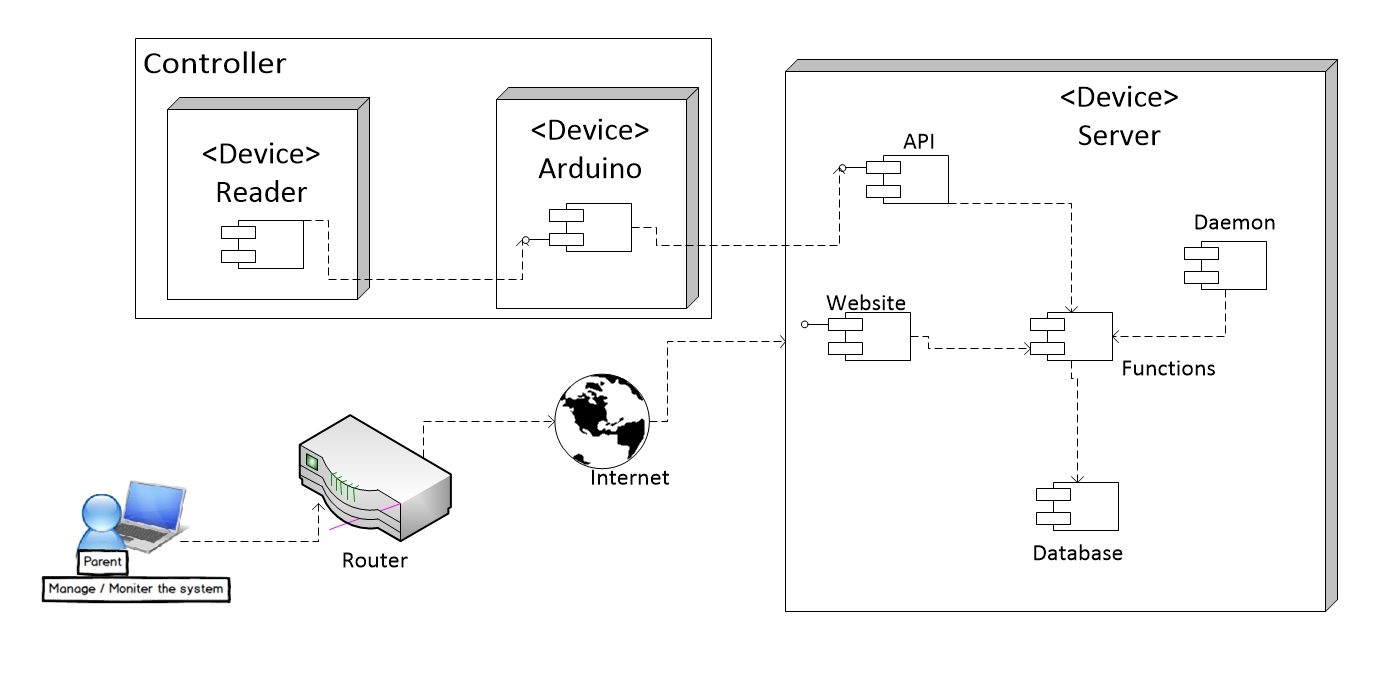 Controller
<Device>
Reader
<Device>
Arduino
<Device>
Server
API
Daemon
Website
Functions
Internet
Router
Database
Parent
Manage / Moniter the system